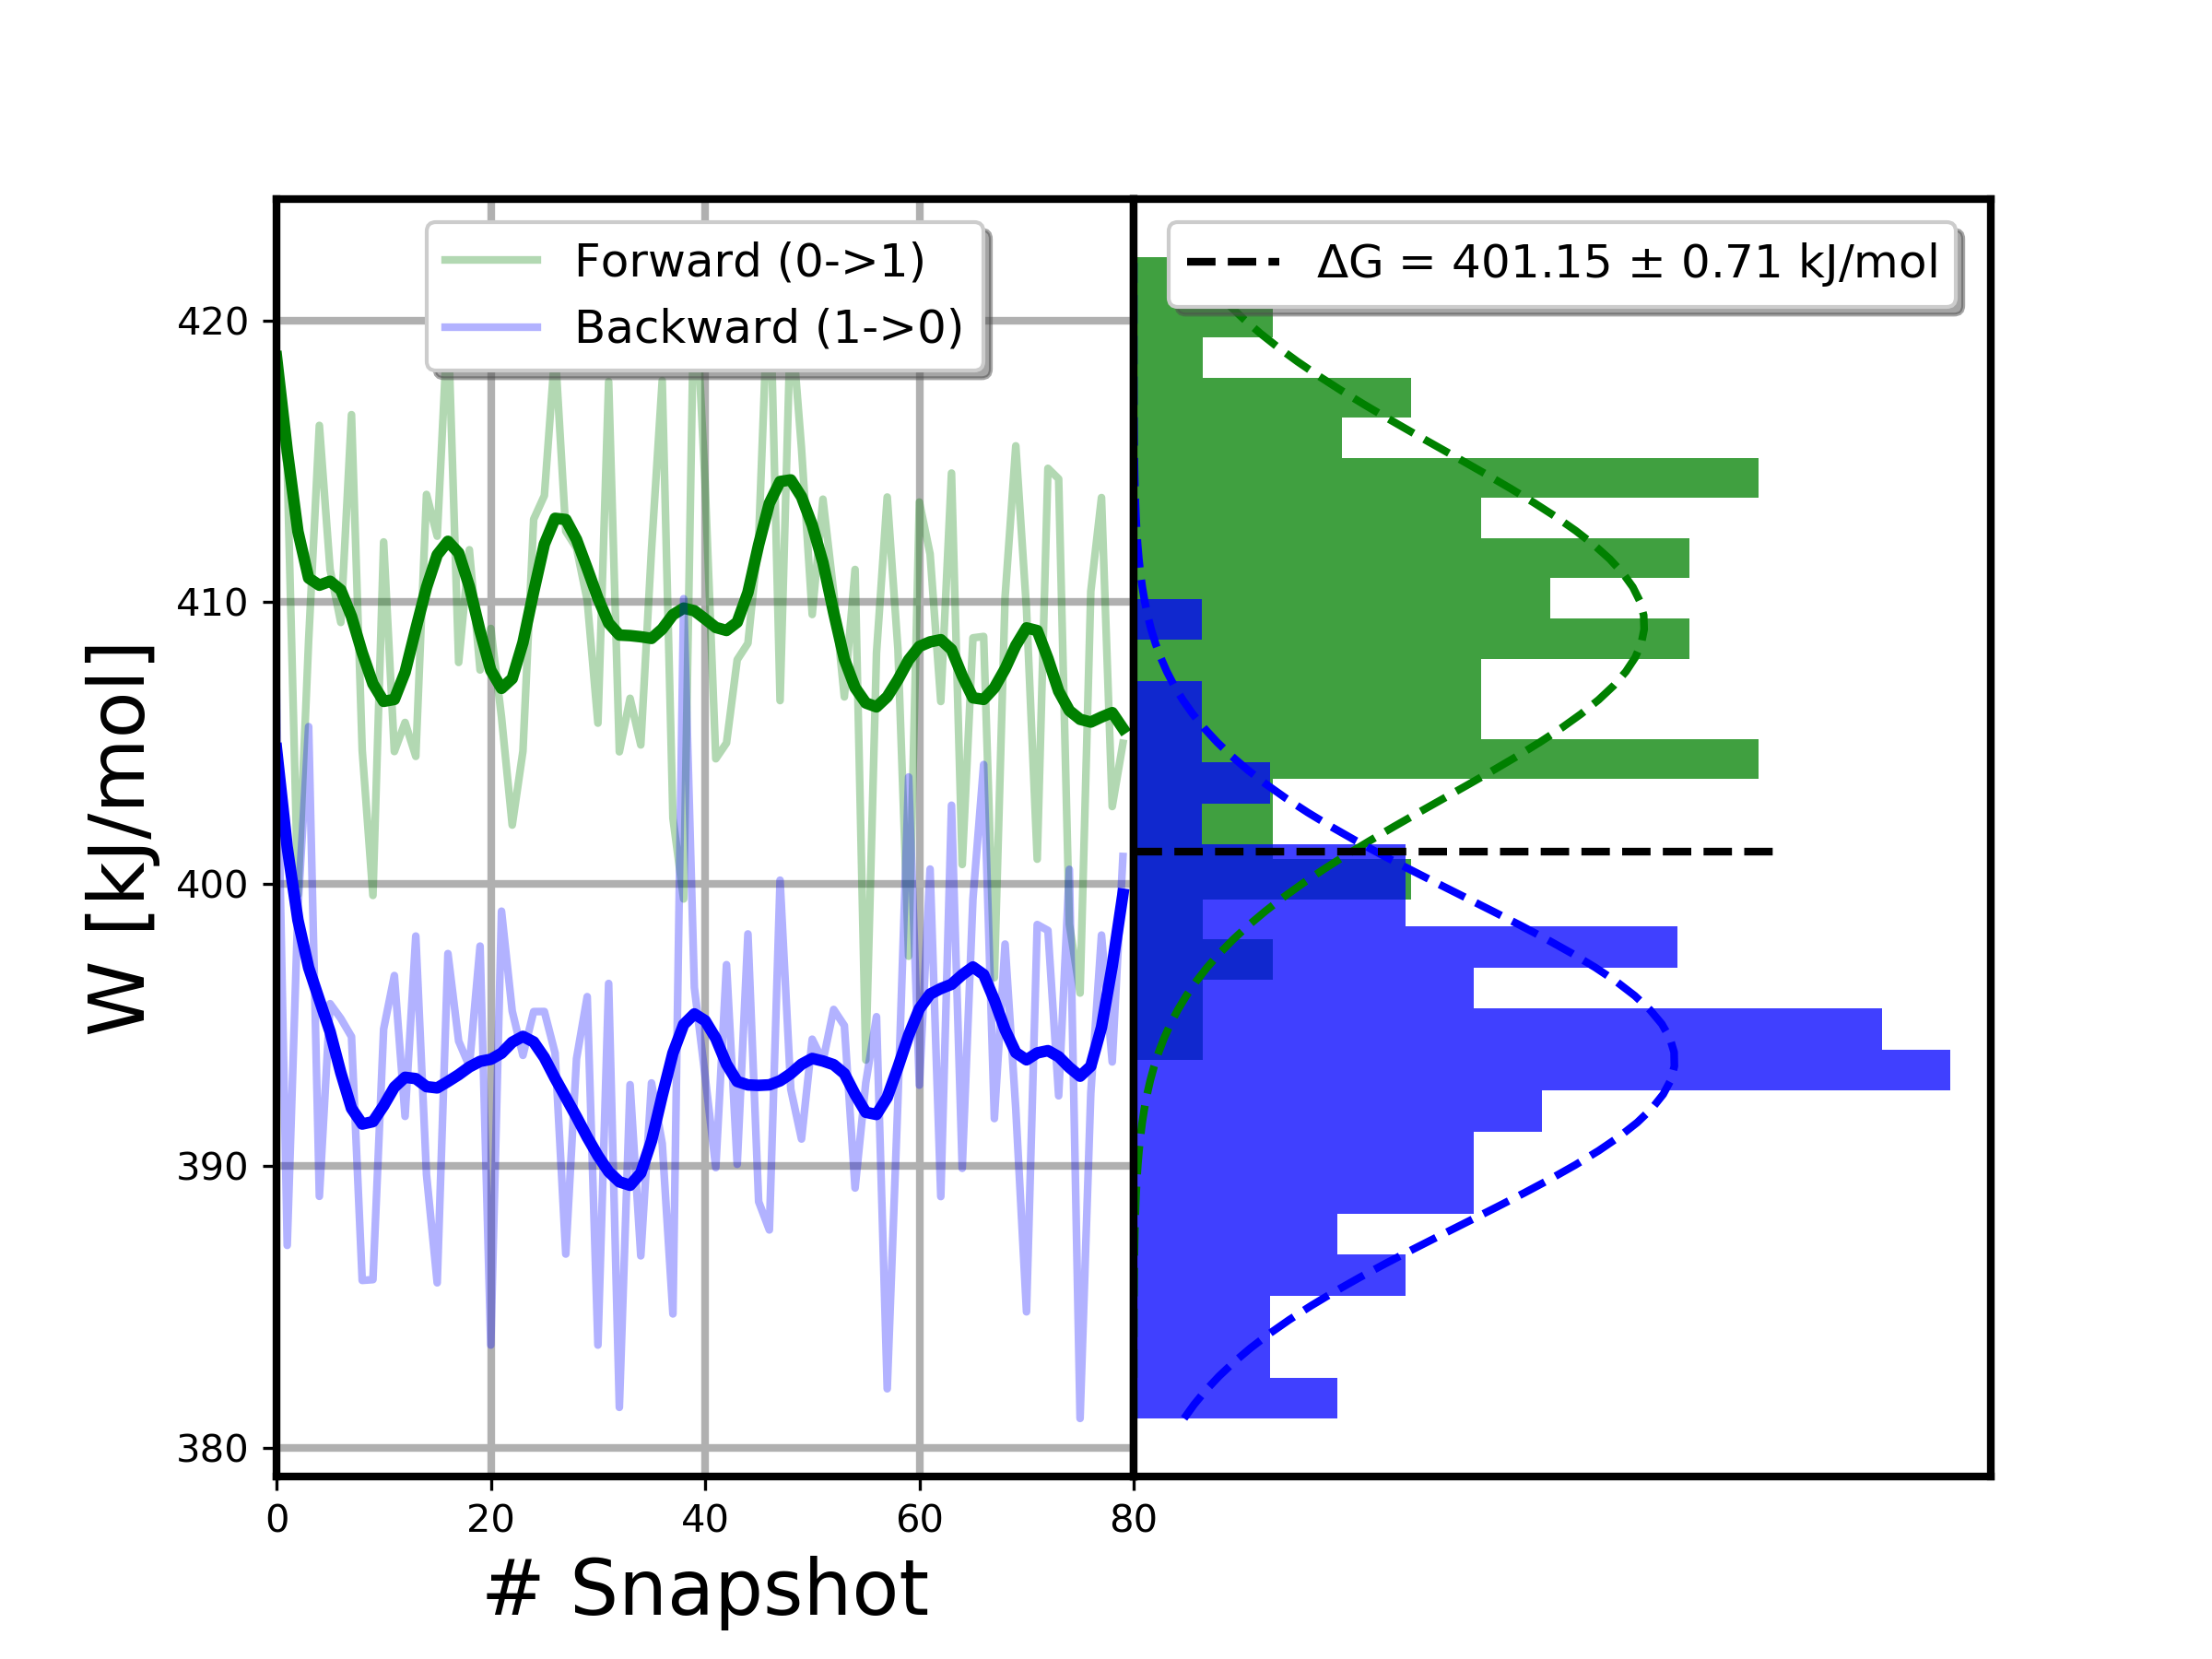 Forward (0->1)
Backward (1->0)
ΔG = 401.15 ± 0.71 kJ/mol
420
410
400
390
380
W [kJ/mol]
0 20 40 60 80
# Snapshot